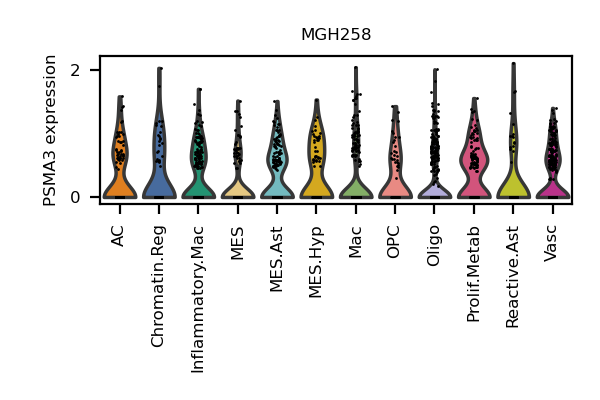 MGH258
PSMA3 expression
2
0
AC
Chromatin.Reg
Inflammatory.Mac
MES
MES.Ast
MES.Hyp
Mac
OPC
Oligo
Prolif.Metab
Reactive.Ast
Vasc